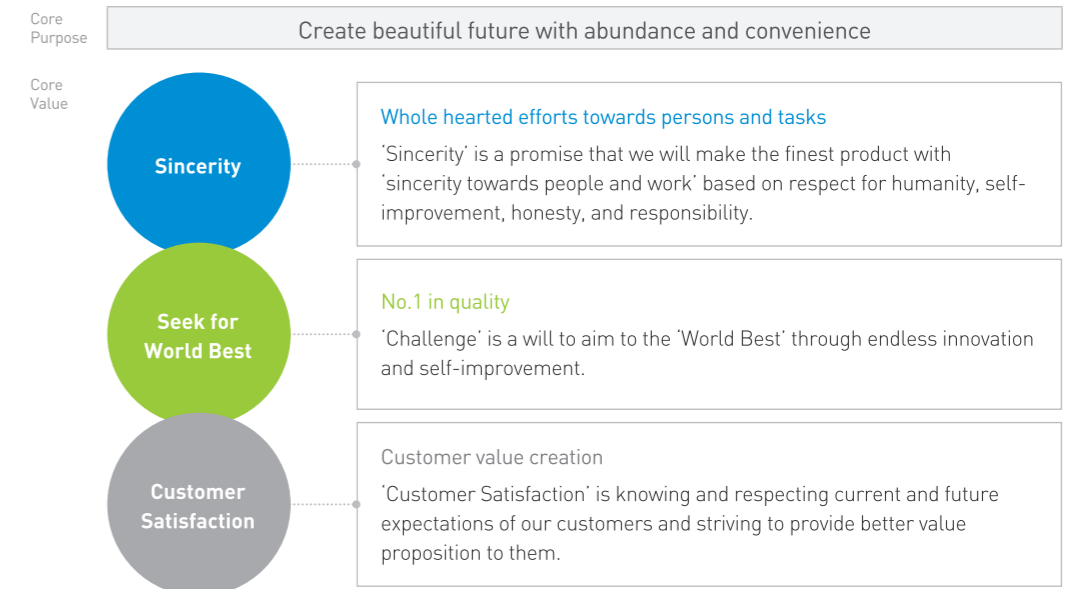 Core
Purpose
Create beautiful future with abundance and convenience
Core
Value
Sincerity
Whole hearted efforts towards persons and tasks
‘Sincerity’ is a promise that we will make the finest product with
‘sincerity towards people and work’ based on respect for humanity, self-
improvement, honesty, and responsibility.
Seek for
World Best
No.1 in quality
‘Challenge’ is a will to aim to the ‘World Best’ through endless innovation
and self-improvement.
Customer
Satisfaction
Customer value creation
‘Customer Satisfaction’ is knowing and respecting current and future
expectations of our customers and striving to provide better value
proposition to them.